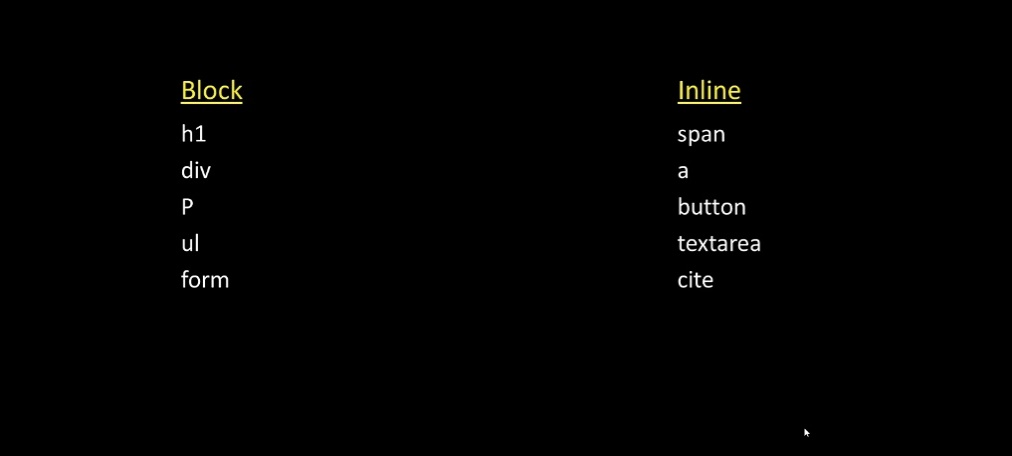 Block
h1
div
P
ul
form
Inline
span
a
button
textarea
cite